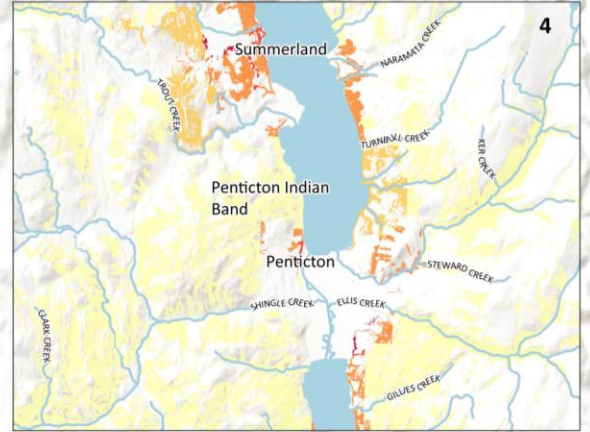 4
Summerland
NARAMATA CREEK
TROUT CREEK
TURNBULL CREEK
KER CREEK
Penticton Indian
Band
Penticton
STEWARD CREEK
SHINGLE CREEK
ELLIS CREEK
CLARK CREEK
GILLIES CREEK